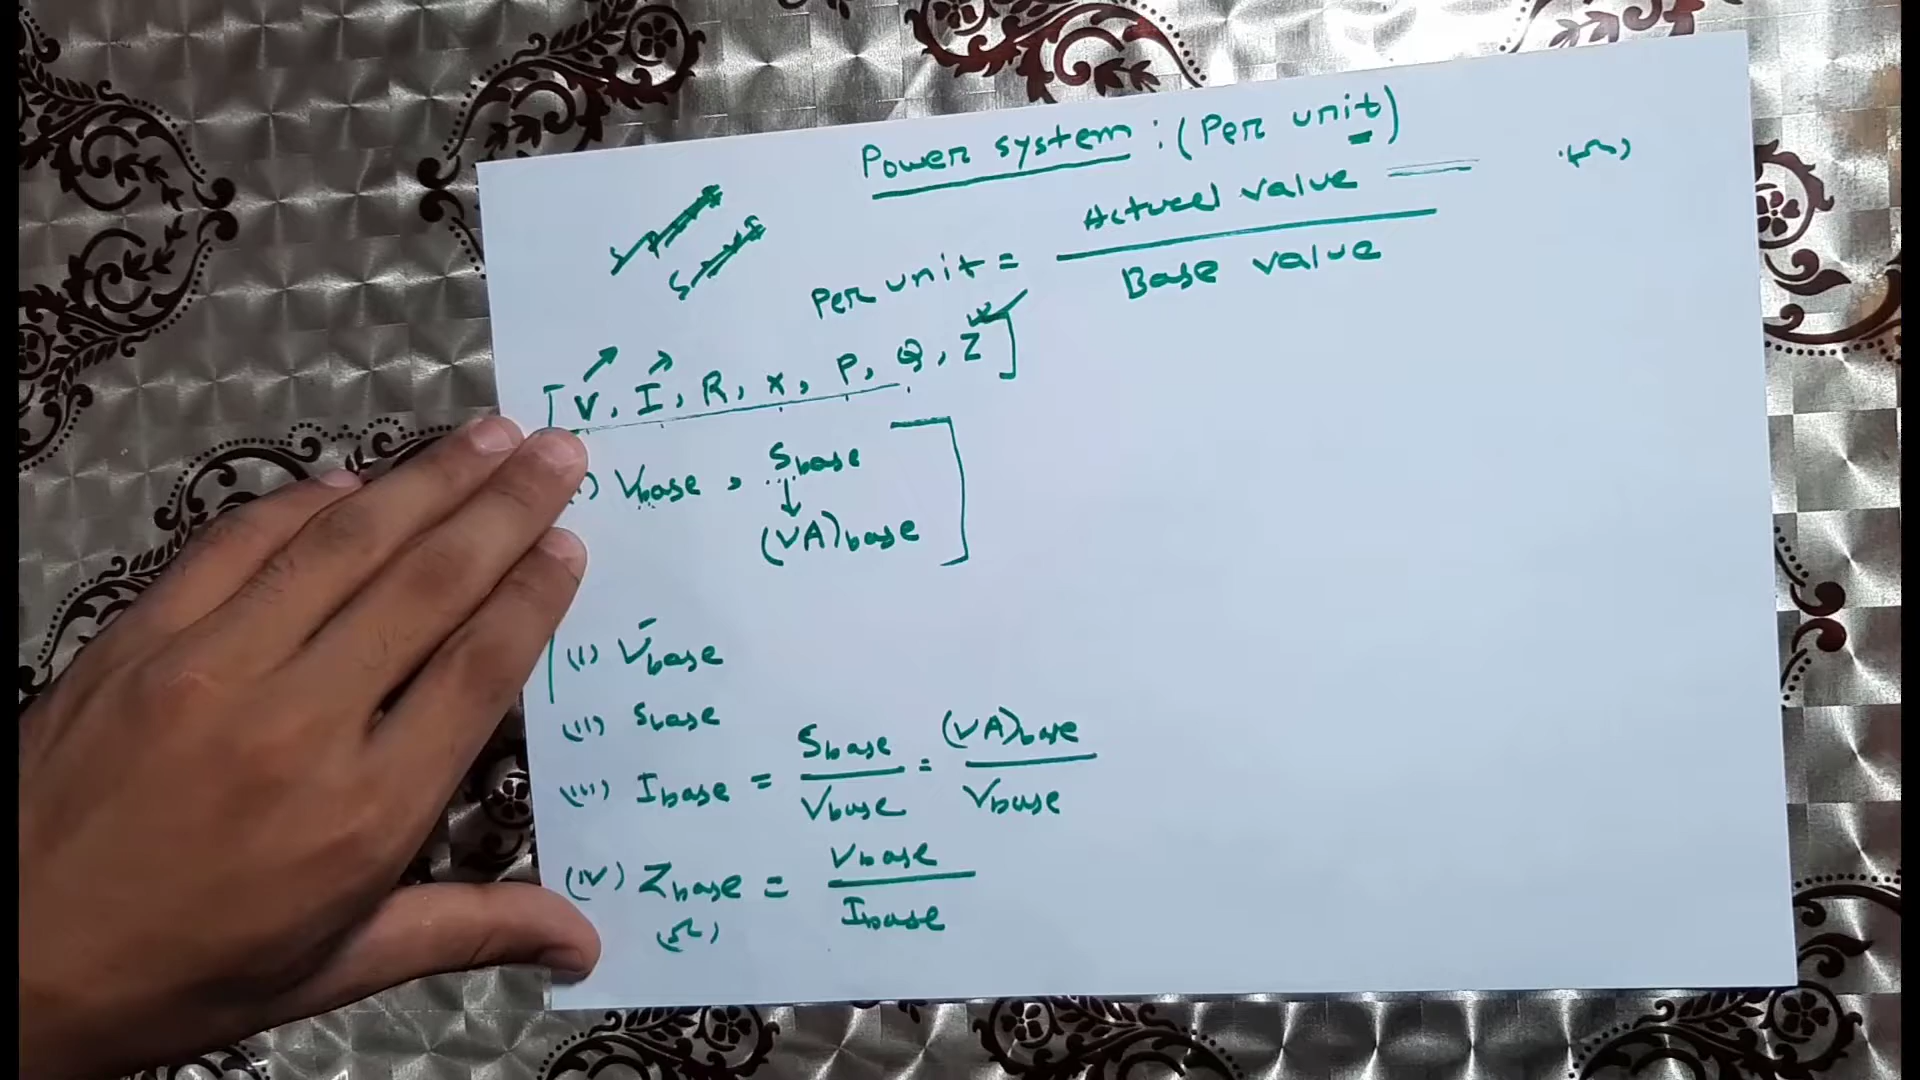 Power system : (Per unit)
(Ω)
Per unit = Actual value / Base value
[V, I, R, X, P, Q, Z]
) Vbase , Sbase
↓
(VA)base
(i) Vbase
(ii) Sbase
(iii) Ibase = Sbase / Vbase = (VA)base / Vbase
(iv) Zbase = Vbase / Ibase
(Ω)